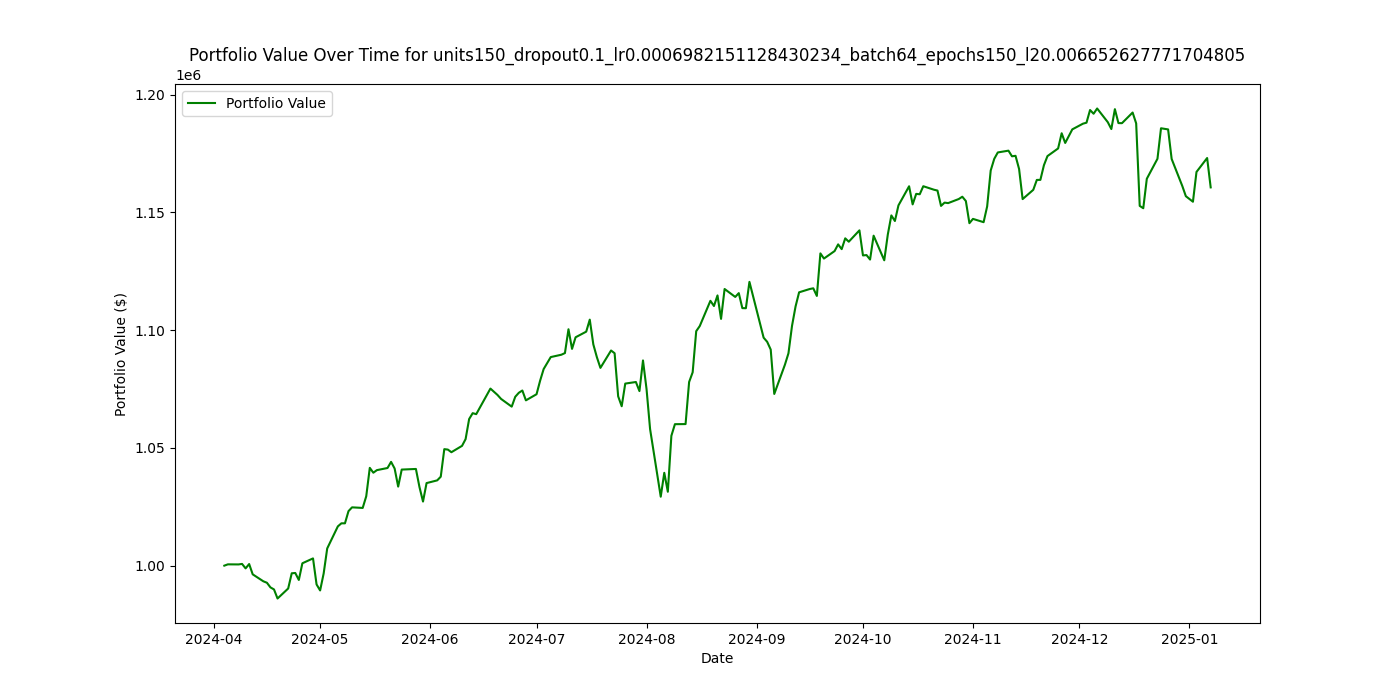 Portfolio Value Over Time for units150_dropout0.1_lr0.0006982151128430234_batch64_epochs150_l20.006652627771704805
1e6
Portfolio Value
1.20
1.15
1.10
1.05
1.00
Portfolio Value ($)
2024-04 2024-05 2024-06 2024-07 2024-08 2024-09 2024-10 2024-11 2024-12 2025-01
Date